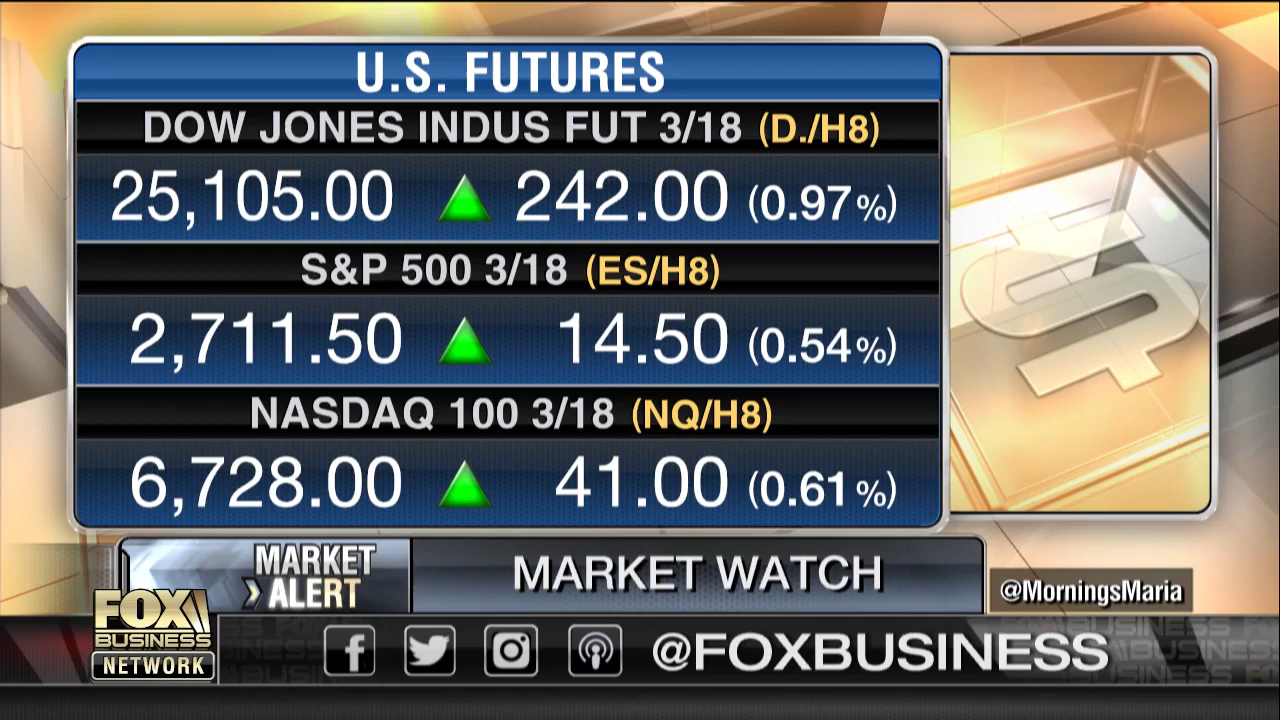 U.S. FUTURES
DOW JONES INDUS FUT 3/18 (D./H8)
25,105.00 ▲ 242.00 (0.97%)
S&P 500 3/18 (ES/H8)
2,711.50 ▲ 14.50 (0.54%)
NASDAQ 100 3/18 (NQ/H8)
6,728.00 ▲ 41.00 (0.61%)
MARKET
ALERT
MARKET WATCH
@MorningsMaria
FOX
BUSINESS
NETWORK
@FOXBUSINESS